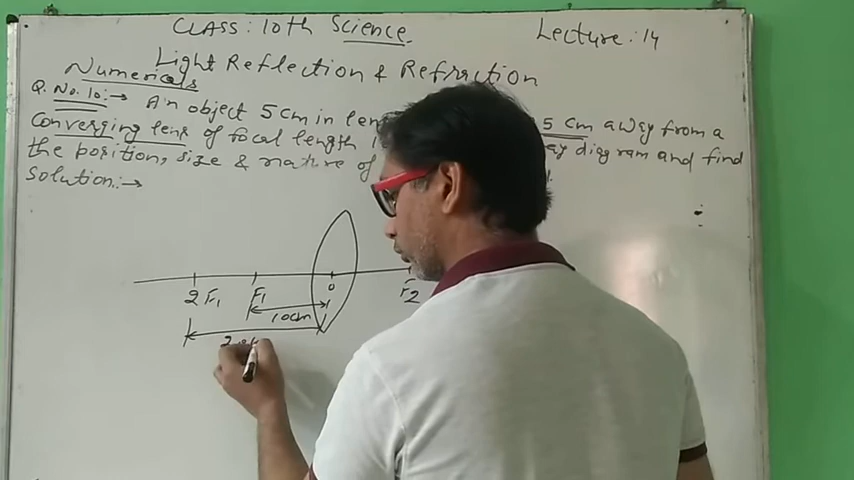 CLASS: 10th Science Lecture: 14
Light Reflection & Refraction
Numericals
Q. No. 10:→ An object 5cm in 5 cm away from a
Converging lens of focal length diagram and find
the position, size & nature of
Solution:→
2F₁ F₁ O F₂
10cm